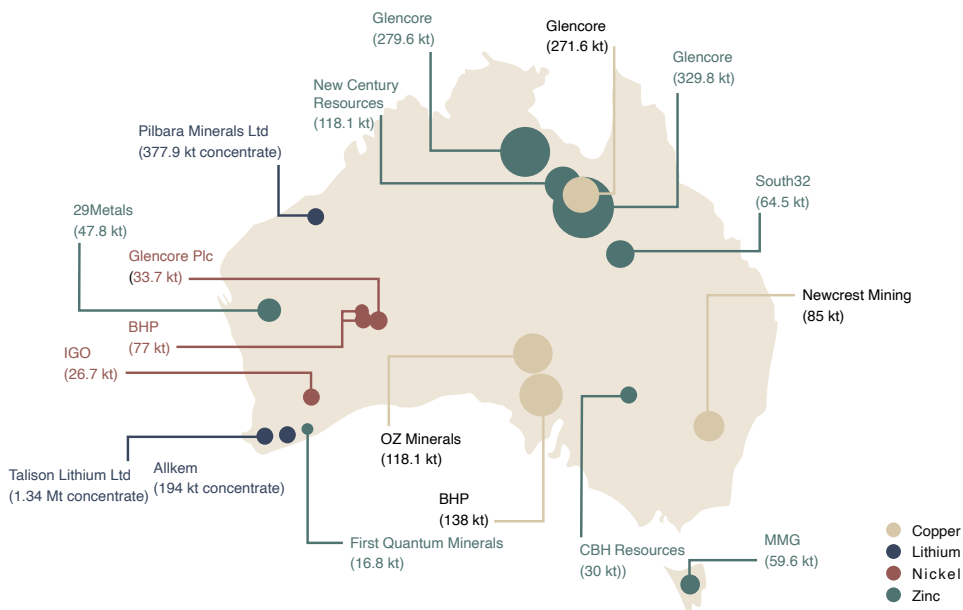 Glencore
(279.6 kt)
Glencore
(271.6 kt)
Glencore
(329.8 kt)
New Century
Resources
(118.1 kt)
Pilbara Minerals Ltd
(377.9 kt concentrate)
South32
(64.5 kt)
29Metals
(47.8 kt)
Glencore Plc
(33.7 kt)
Newcrest Mining
(85 kt)
BHP
(77 kt)
IGO
(26.7 kt)
OZ Minerals
(118.1 kt)
Talison Lithium Ltd
(1.34 Mt concentrate)
Allkem
(194 kt concentrate)
BHP
(138 kt)
First Quantum Minerals
(16.8 kt)
CBH Resources
(30 kt))
MMG
(59.6 kt)
Copper
Lithium
Nickel
Zinc